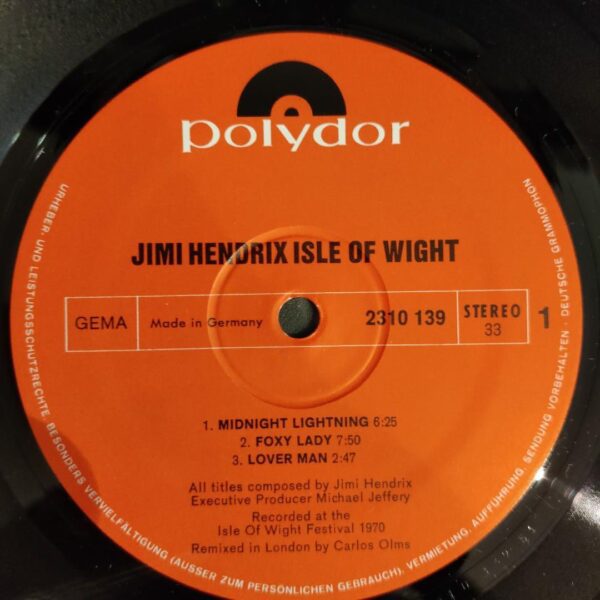 polydor
JIMI HENDRIX ISLE OF WIGHT
GEMA
Made in Germany
2310 139
STEREO
33
1
1. MIDNIGHT LIGHTNING 6:25
2. FOXY LADY 7:50
3. LOVER MAN 2:47
All titles composed by Jimi Hendrix
Executive Producer Michael Jeffery
Recorded at the
Isle Of Wight Festival 1970
Remixed in London by Carlos Olms
URHEBER- UND LEISTUNGSSCHUTZRECHTE, BESONDERS VERVIELFÄLTIGUNG (AUSSER ZUM PERSÖNLICHEN GEBRAUCH), VERMIETUNG, AUFFÜHRUNG, SENDUNG VORBEHALTEN · DEUTSCHE GRAMMOPHON